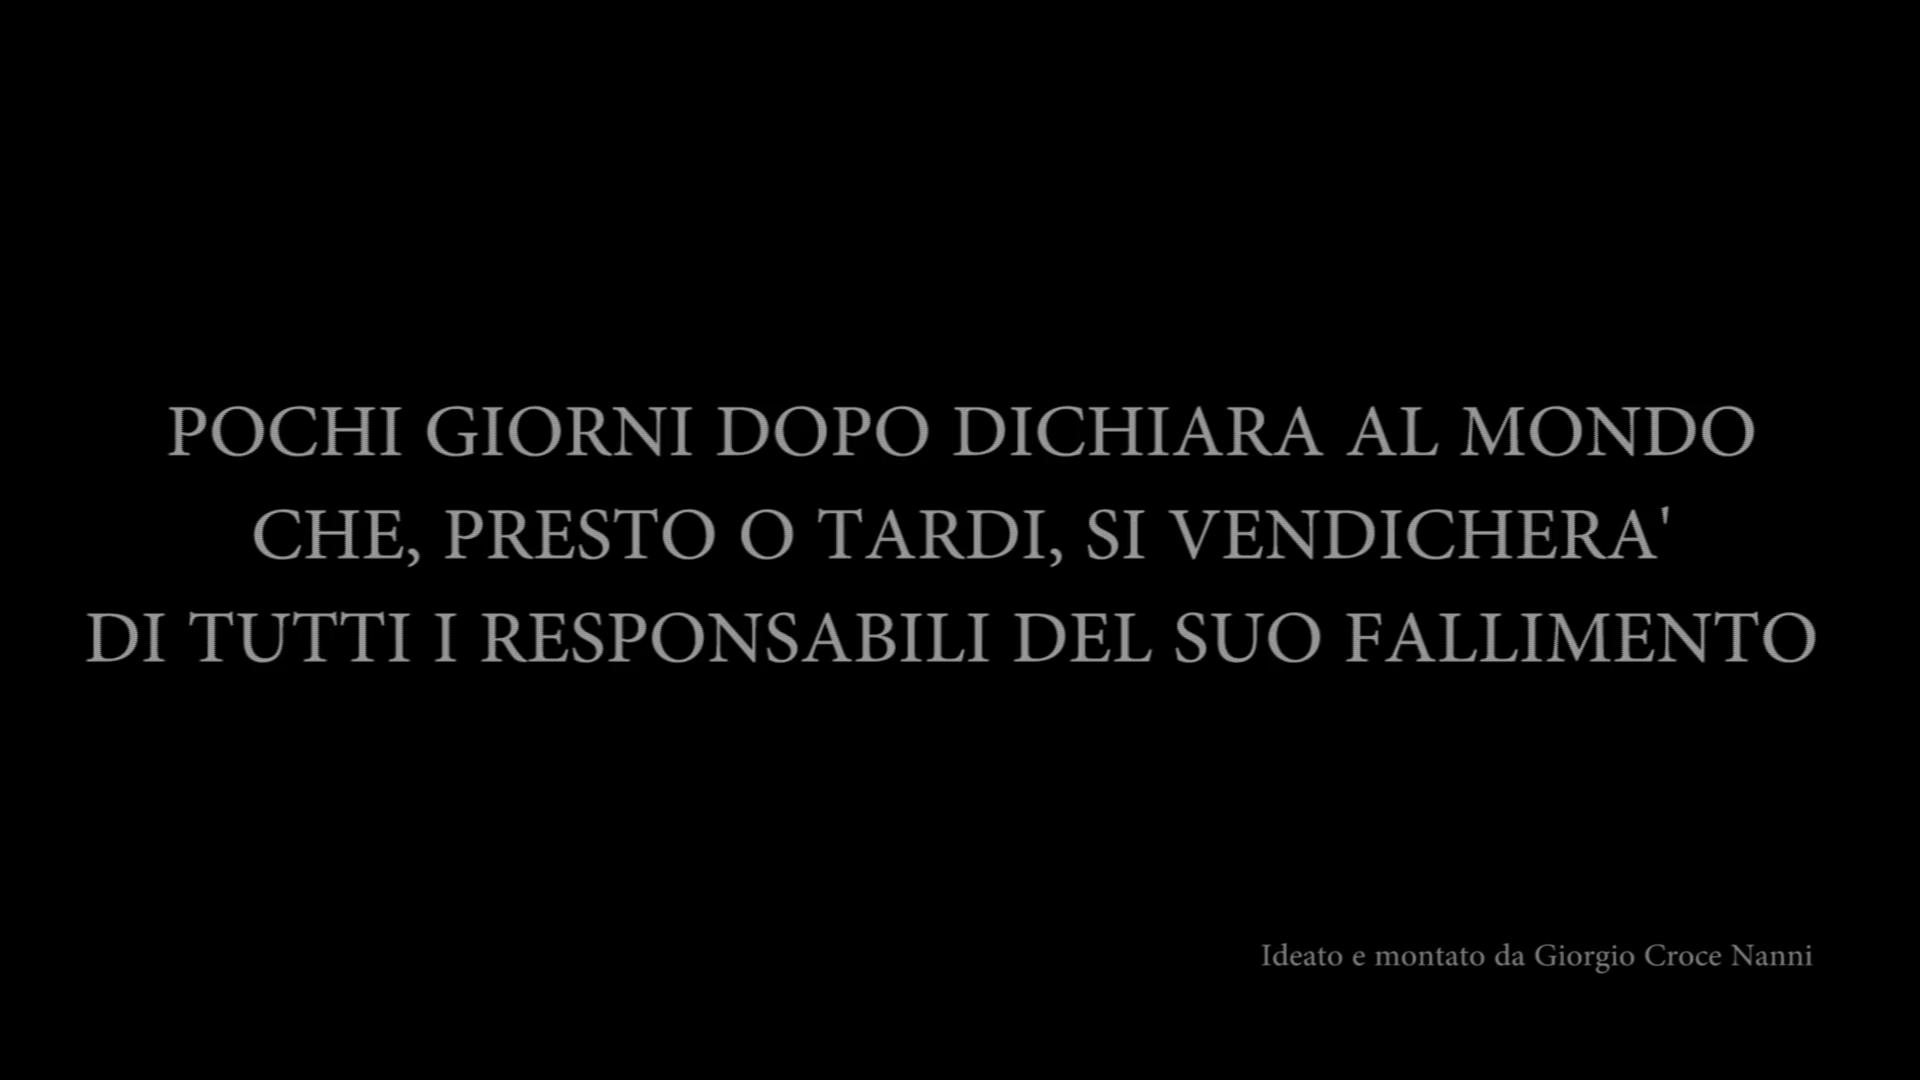 POCHI GIORNI DOPO DICHIARA AL MONDO
CHE, PRESTO O TARDI, SI VENDICHERA'
DI TUTTI I RESPONSABILI DEL SUO FALLIMENTO
Ideato e montato da Giorgio Croce Nanni